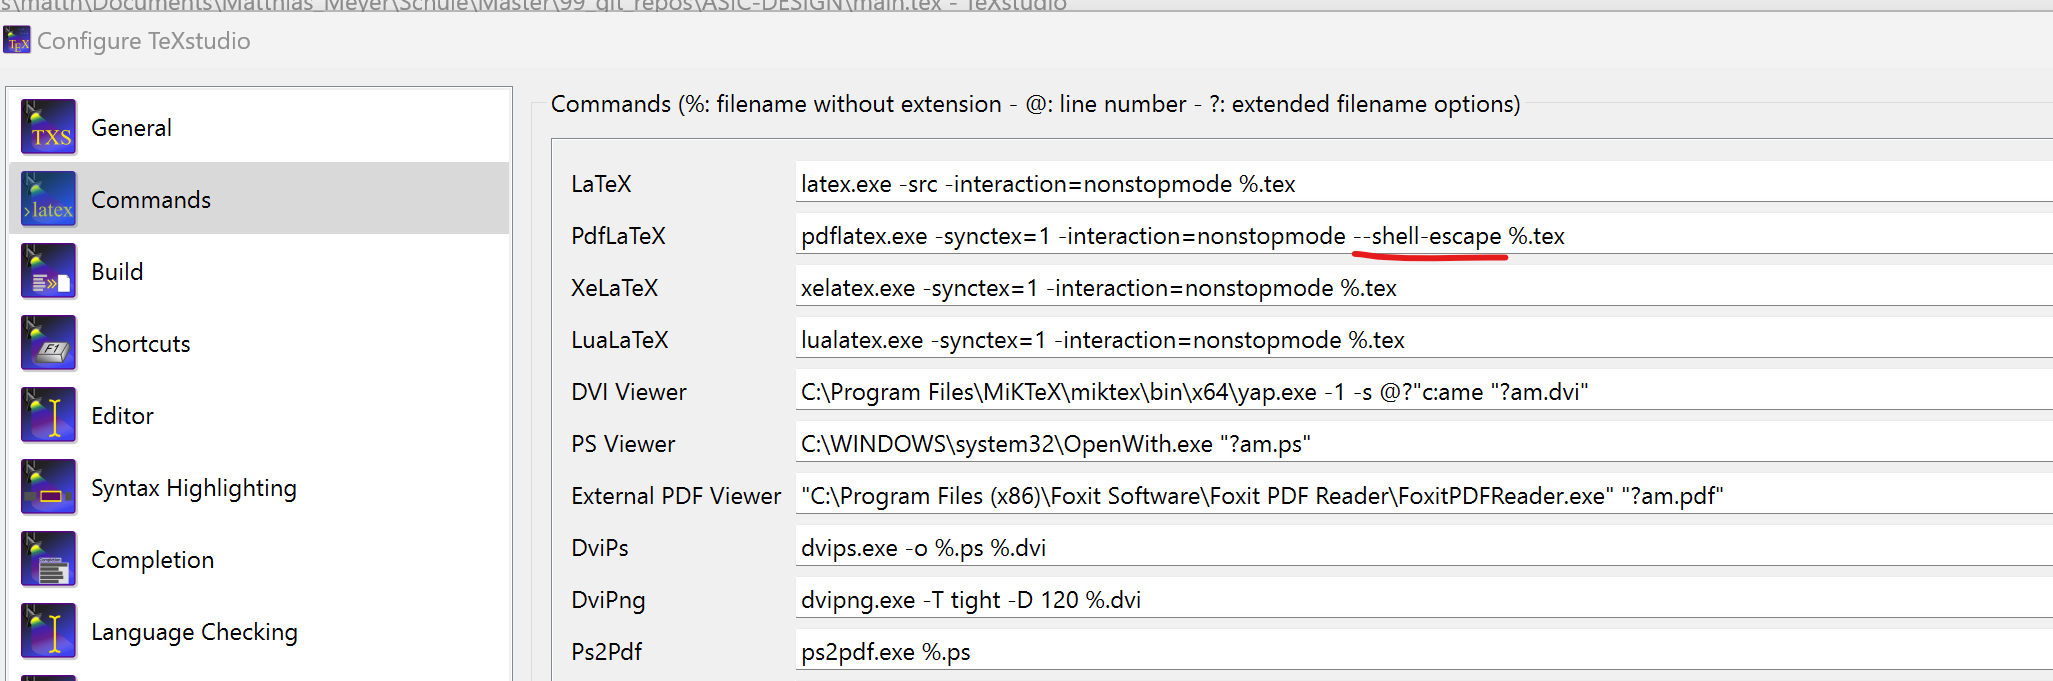 s\matth\Documents\Matthias_Meyer\Schule\Master\99_git_repos\ASIC-DESIGN\main.tex - TeXstudio
Configure TeXstudio
General
Commands
Build
Shortcuts
Editor
Syntax Highlighting
Completion
Language Checking
Commands (%: filename without extension - @: line number - ?: extended filename options)
LaTeX latex.exe -src -interaction=nonstopmode %.tex
PdfLaTeX pdflatex.exe -synctex=1 -interaction=nonstopmode --shell-escape %.tex
XeLaTeX xelatex.exe -synctex=1 -interaction=nonstopmode %.tex
LuaLaTeX lualatex.exe -synctex=1 -interaction=nonstopmode %.tex
DVI Viewer C:\Program Files\MiKTeX\miktex\bin\x64\yap.exe -1 -s @?"c:ame "?am.dvi"
PS Viewer C:\WINDOWS\system32\OpenWith.exe "?am.ps"
External PDF Viewer "C:\Program Files (x86)\Foxit Software\Foxit PDF Reader\FoxitPDFReader.exe" "?am.pdf"
DviPs dvips.exe -o %.ps %.dvi
DviPng dvipng.exe -T tight -D 120 %.dvi
Ps2Pdf ps2pdf.exe %.ps